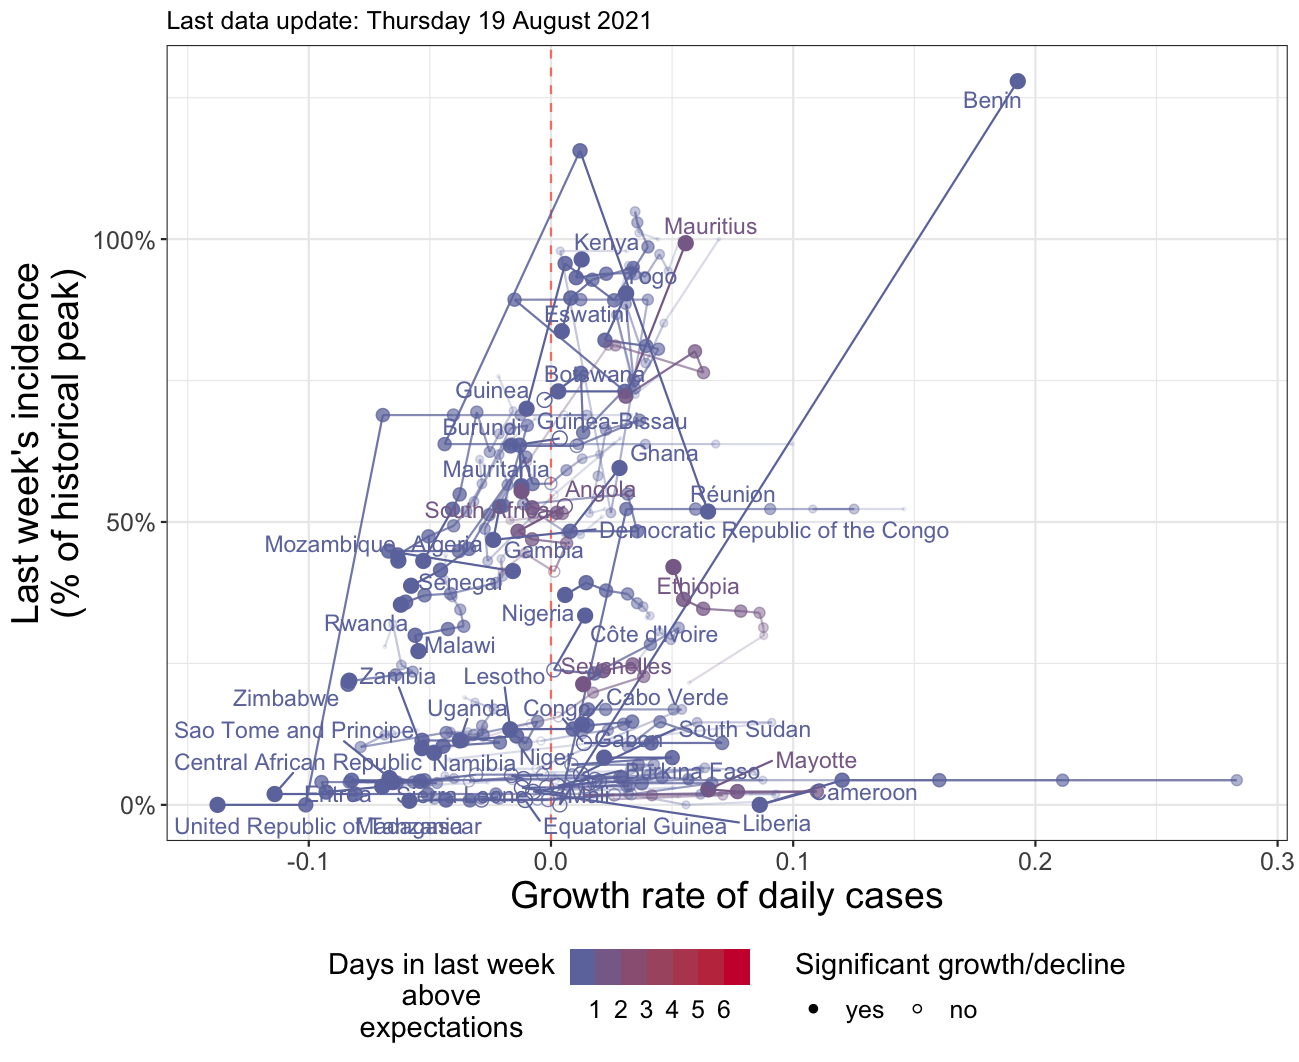 Last data update: Thursday 19 August 2021
Last week's incidence
(% of historical peak)
100%
50%
0%
Benin
Mauritius
Kenya
Togo
Eswatini
Botswana
Guinea
Guinea-Bissau
Burundi
Ghana
Mauritania
Angola
Réunion
South Africa
Democratic Republic of the Congo
Mozambique
Algeria
Gambia
Senegal
Ethiopia
Nigeria
Rwanda
Côte d'Ivoire
Malawi
Seychelles
Zambia
Lesotho
Zimbabwe
Cabo Verde
Uganda
Congo
Sao Tome and Principe
South Sudan
Gabon
Central African Republic
Namibia
Niger
Mayotte
Burkina Faso
Eritrea
Sierra Leone
Mali
Cameroon
United Republic of Tanzania
Madagascar
Equatorial Guinea
Liberia
-0.1
0.0
0.1
0.2
0.3
Growth rate of daily cases
Days in last week
above
expectations
1 2 3 4 5 6
Significant growth/decline
yes
no